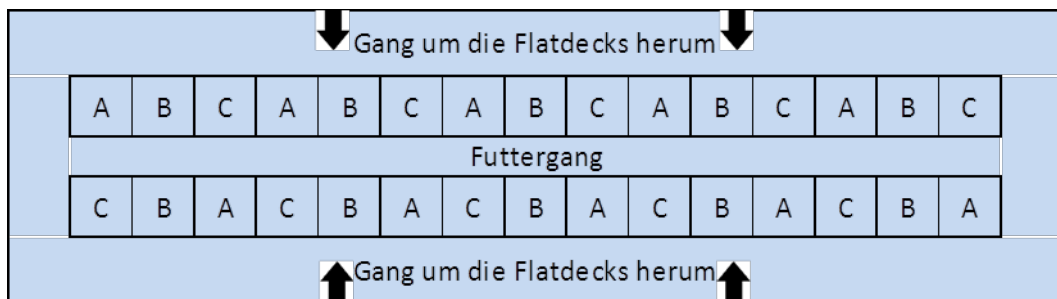 Gang um die Flatdecks herum
A B C A B C A B C A B C A B C
Futtergang
C B A C B A C B A C B A C B A
Gang um die Flatdecks herum